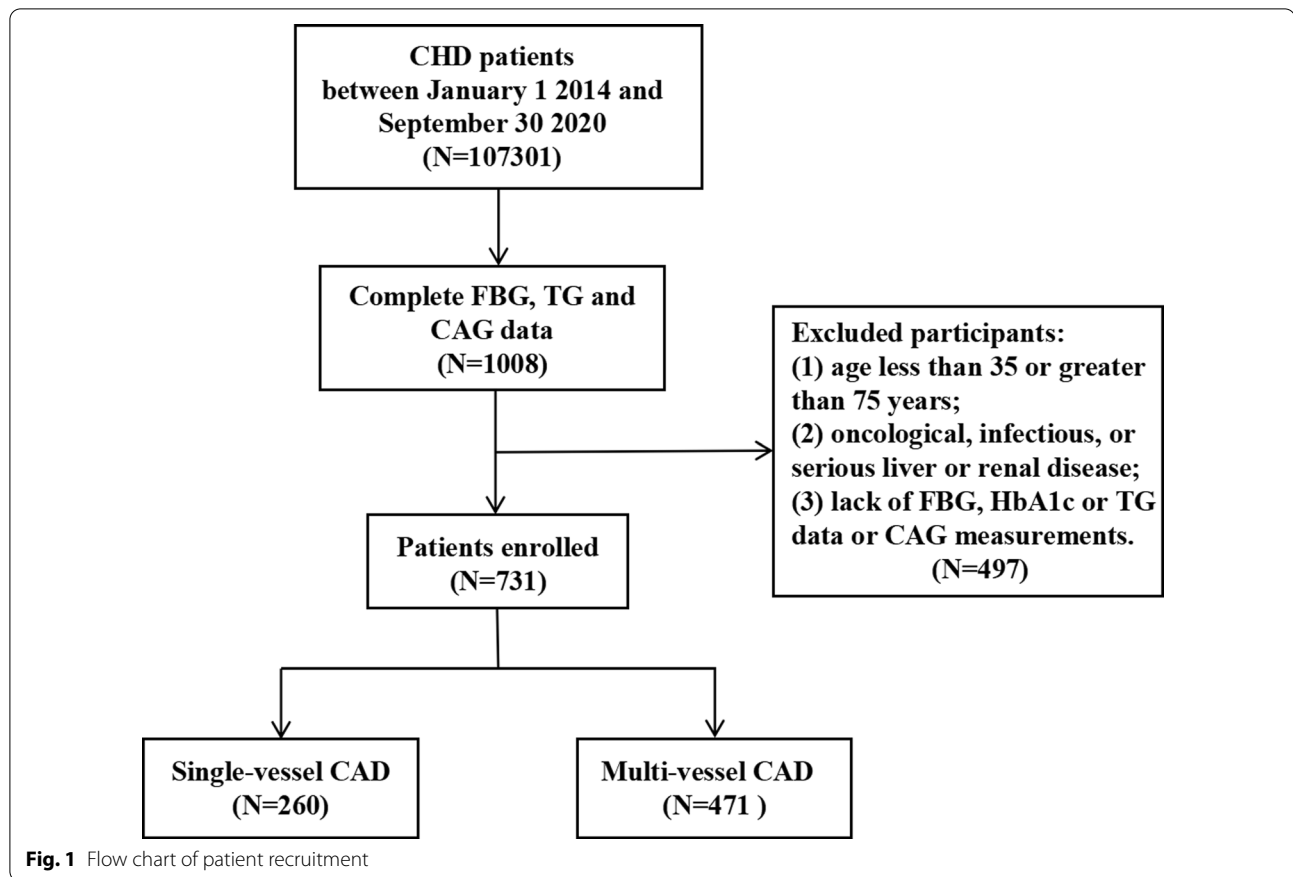 CHD patients
between January 1 2014 and
September 30 2020
(N=107301)
Complete FBG, TG and
CAG data
(N=1008)
Excluded participants:
(1) age less than 35 or greater
than 75 years;
(2) oncological, infectious, or
serious liver or renal disease;
(3) lack of FBG, HbA1c or TG
data or CAG measurements.
(N=497)
Patients enrolled
(N=731)
Single-vessel CAD
(N=260)
Multi-vessel CAD
(N=471 )
Fig. 1 Flow chart of patient recruitment